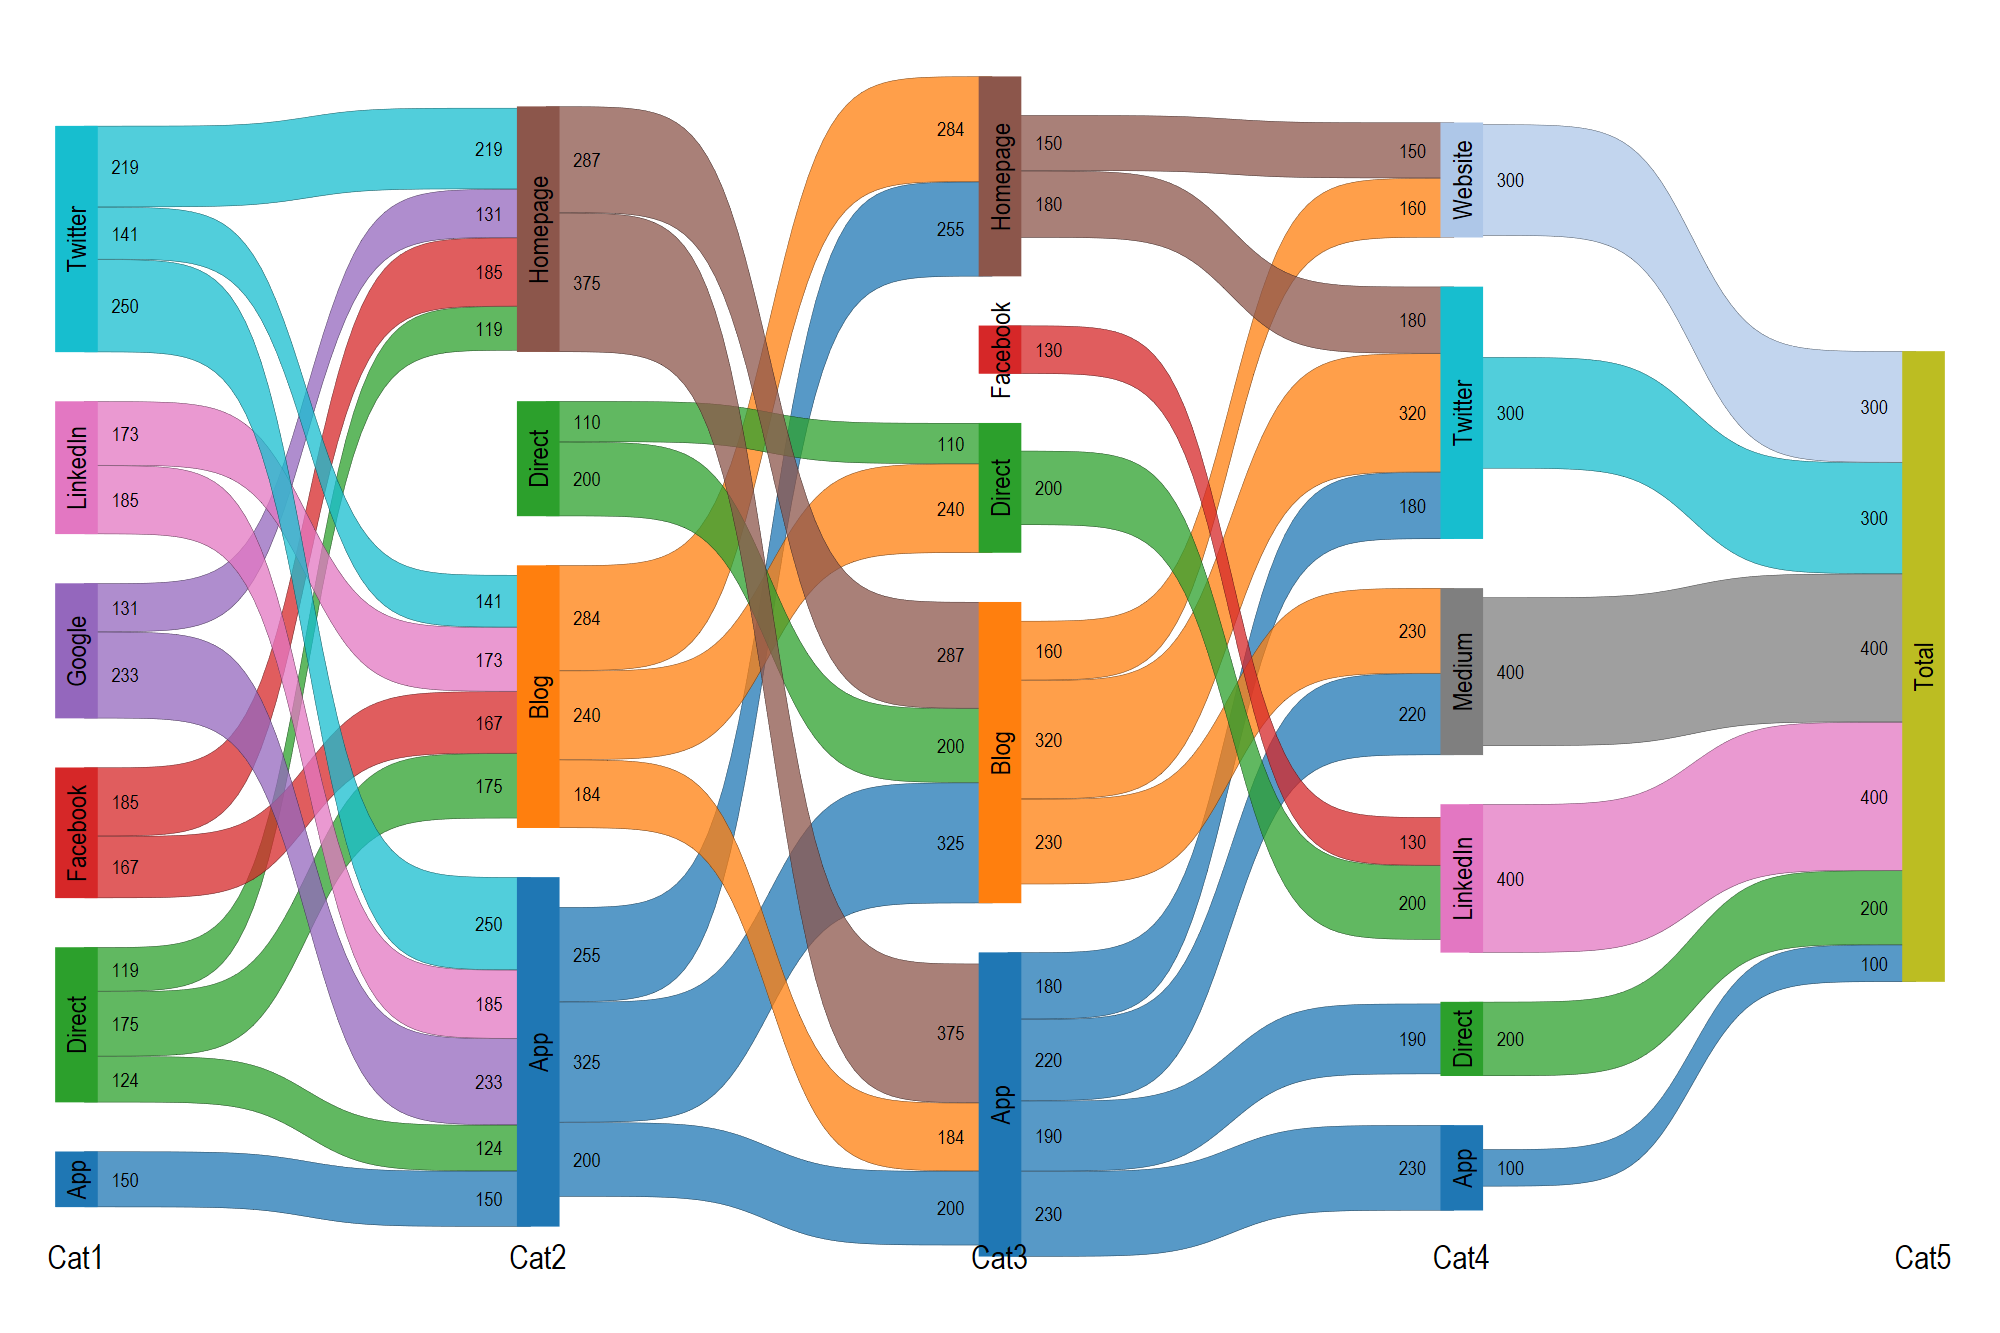 Twitter
219
141
250
LinkedIn
173
185
Google
131
233
Facebook
185
167
Direct
119
175
124
App
150
Cat1
219
131
185
119
Homepage
287
375
Direct
110
200
141
173
167
175
Blog
284
240
184
250
185
233
124
150
App
255
325
200
Cat2
284
255
Homepage
150
180
Facebook
130
110
240
Direct
200
287
200
325
Blog
160
320
230
375
184
200
App
180
220
190
230
Cat3
150
160
Website
300
180
320
180
Twitter
300
230
220
Medium
400
130
200
LinkedIn
400
190
Direct
200
230
App
100
Cat4
300
300
400
400
200
100
Total
Cat5